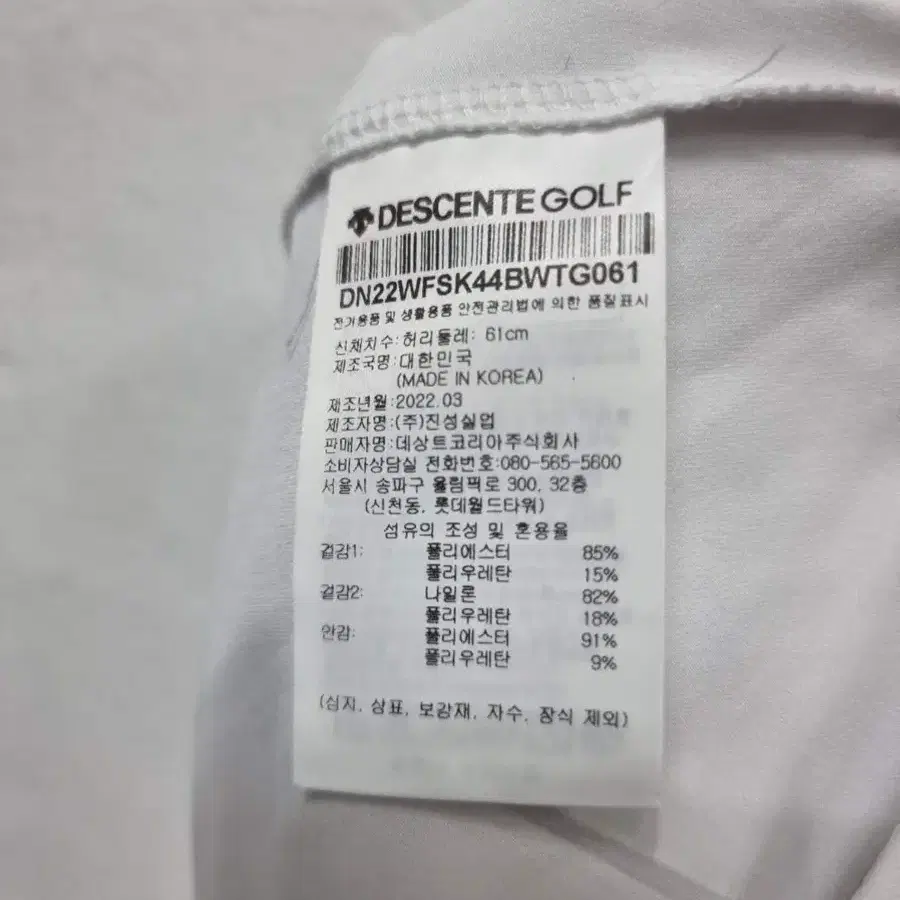 DESCENTE GOLF
DN22WFSK44BWTG061
전기용품 및 생활용품 안전관리법에 의한 품질표시
신체치수:허리둘레: 61cm
제조국명:대한민국
(MADE IN KOREA)
제조년월:2022.03
제조자명:(주)진성실업
판매자명:데상트코리아주식회사
소비자상담실 전화번호:080-565-5600
서울시 송파구 올림픽로 300, 32층
(신천동, 롯데월드타워)
섬유의 조성 및 혼용율
겉감1: 폴리에스터 85%
폴리우레탄 15%
겉감2: 나일론 82%
폴리우레탄 18%
안감: 폴리에스터 91%
폴리우레탄 9%
(심지, 상표, 보강재, 자수, 장식 제외)